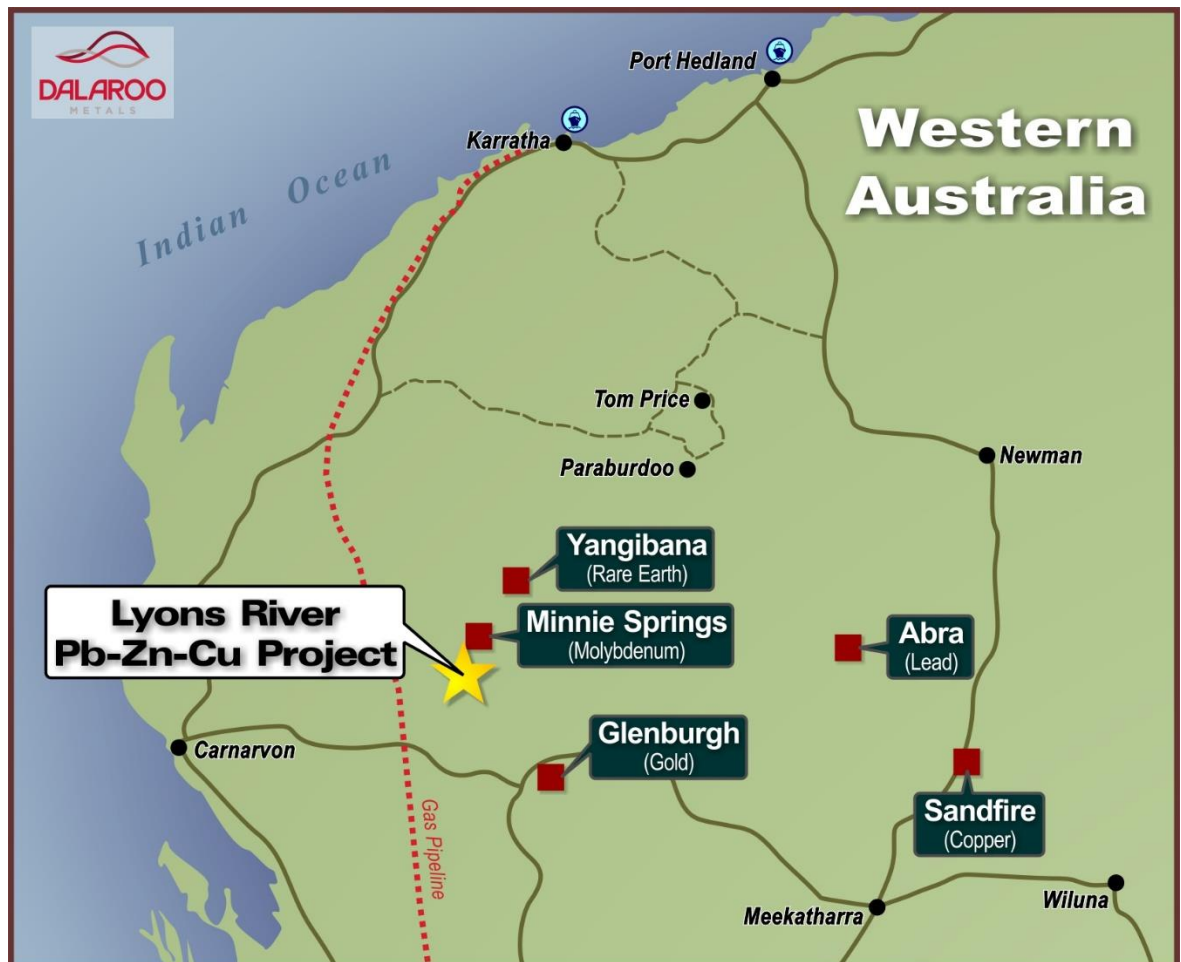 DALAROO
METALS
Port Hedland
Western
Australia
Karratha
Indian Ocean
Tom Price
Paraburdoo
Newman
Yangibana
(Rare Earth)
Lyons River
Pb-Zn-Cu Project
Minnie Springs
(Molybdenum)
Abra
(Lead)
Carnarvon
Glenburgh
(Gold)
Gas Pipeline
Sandfire
(Copper)
Meekatharra
Wiluna